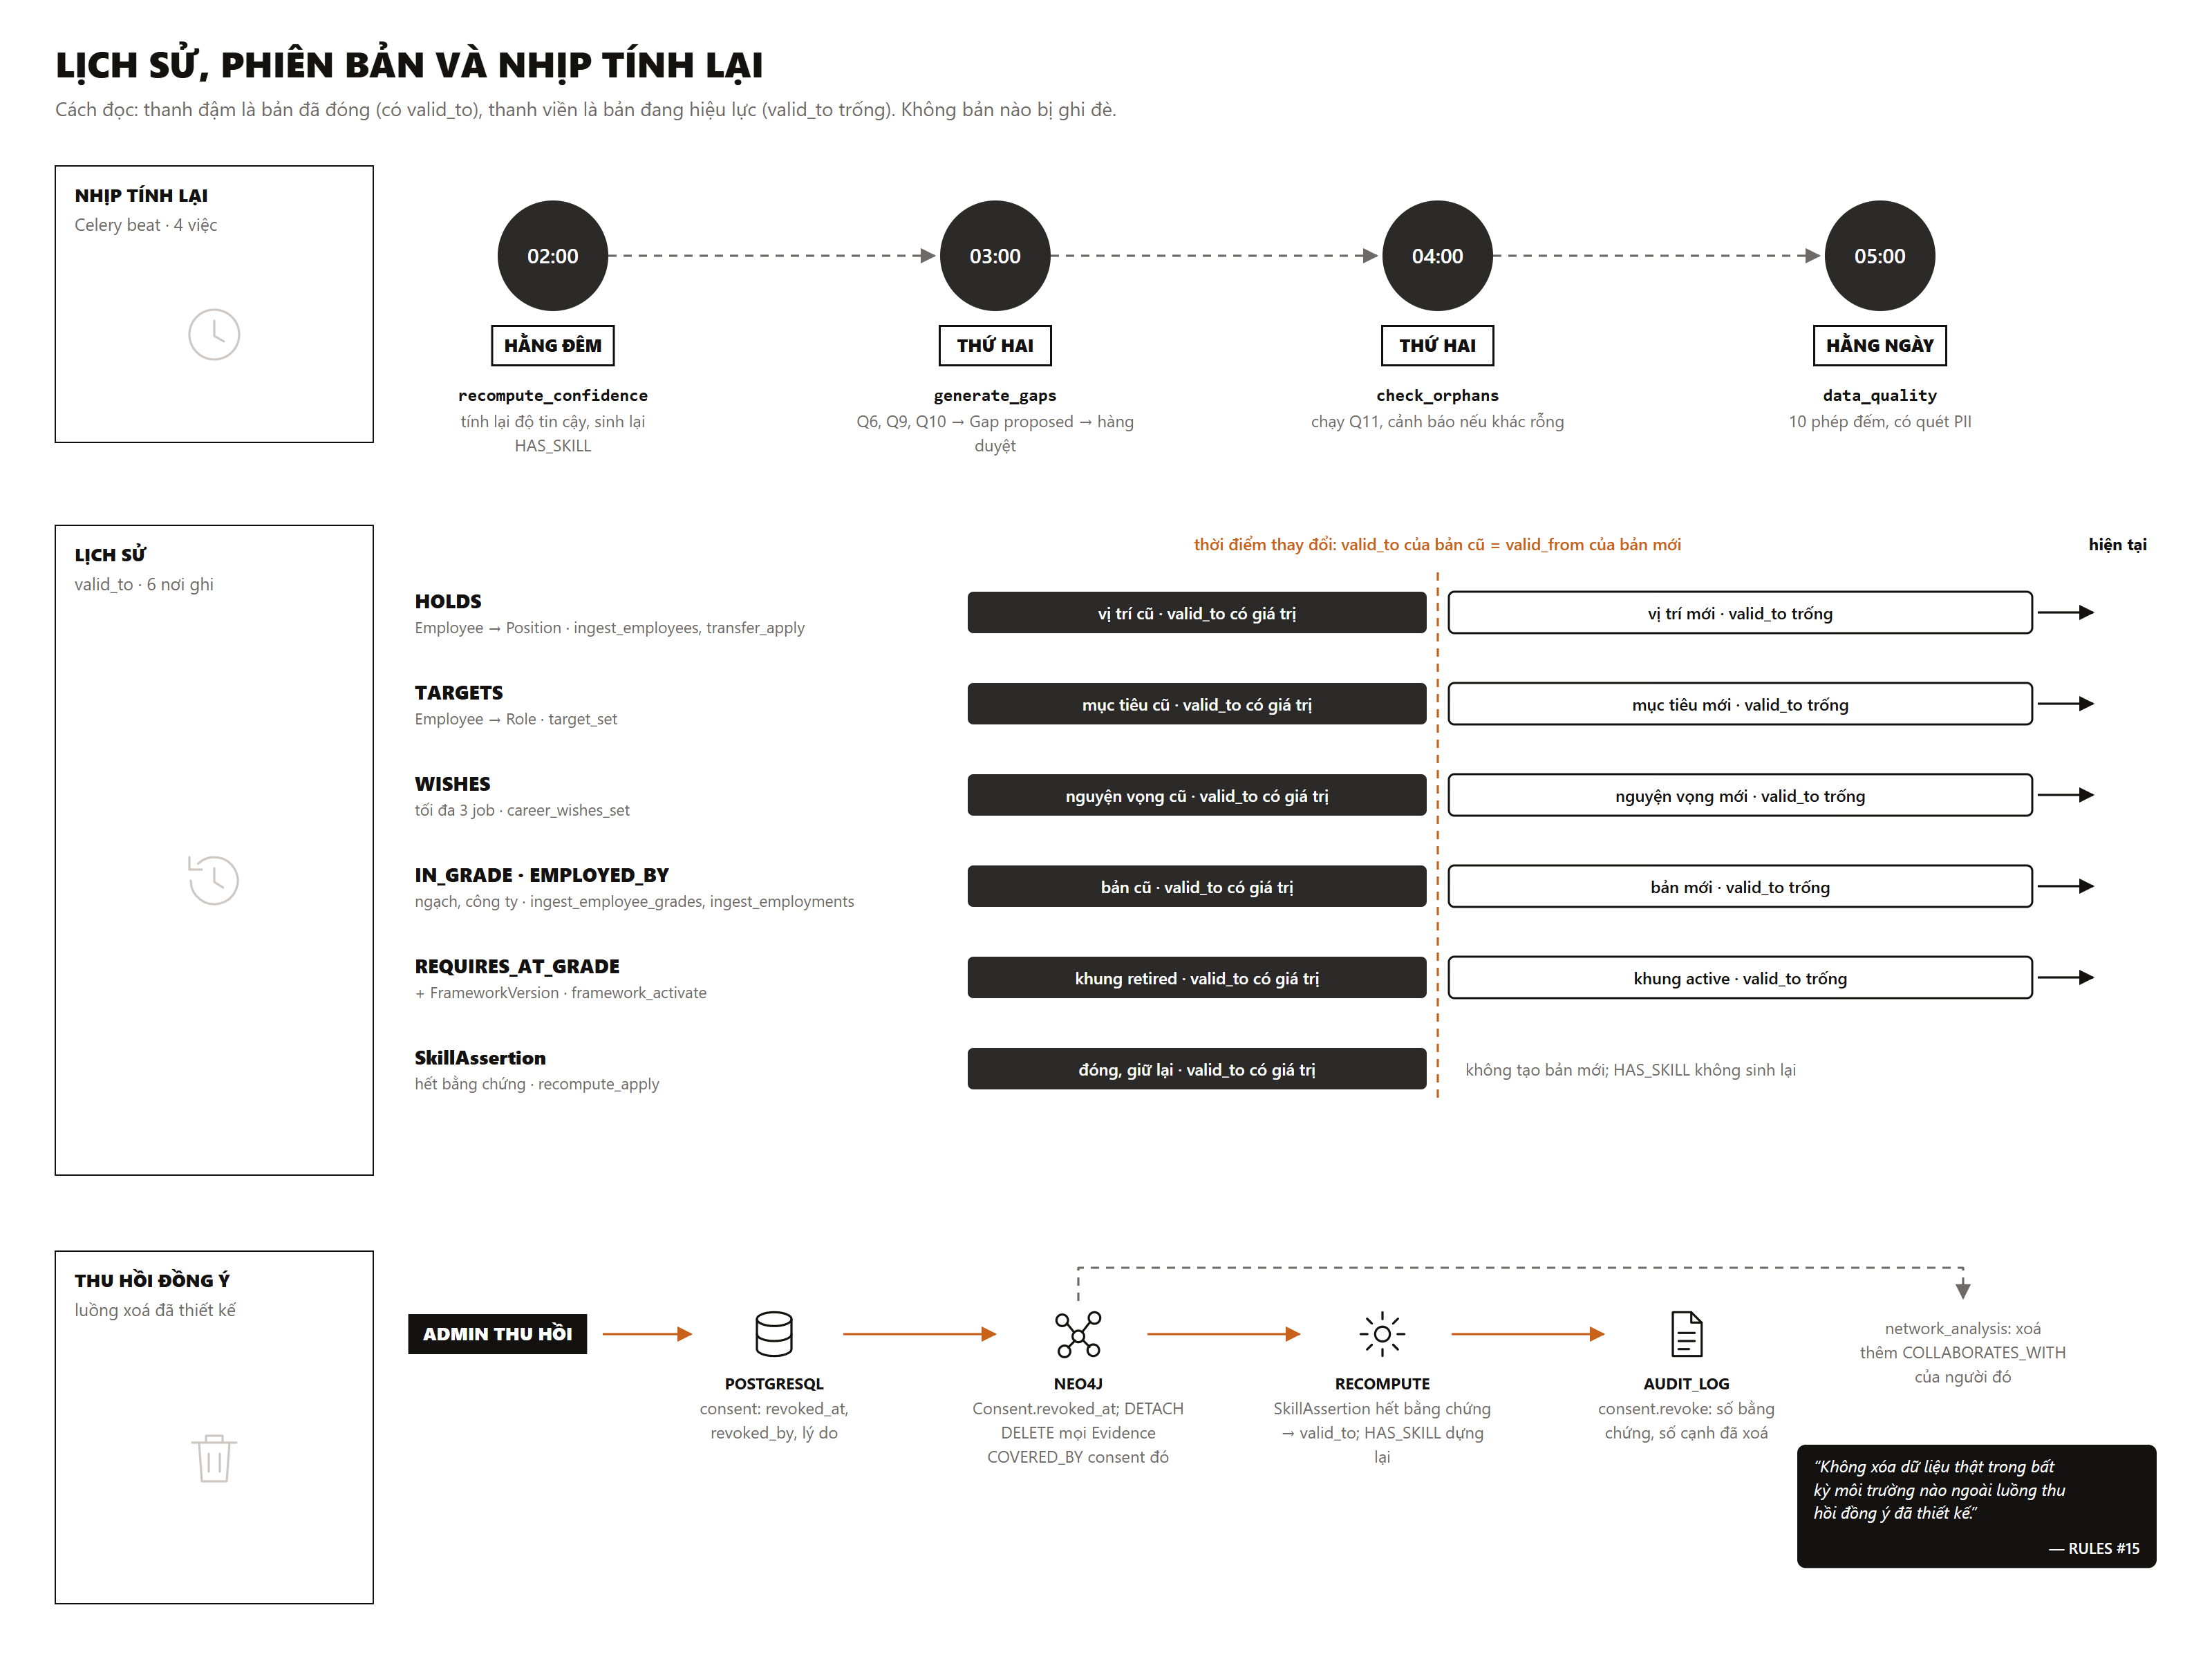 LỊCH SỬ, PHIÊN BẢN VÀ NHỊP TÍNH LẠI
Cách đọc: thanh đậm là bản đã đóng (có valid_to), thanh viền là bản đang hiệu lực (valid_to trống). Không bản nào bị ghi đè.
NHỊP TÍNH LẠI
Celery beat · 4 việc
02:00
HẰNG ĐÊM
recompute_confidence
tính lại độ tin cậy, sinh lại
HAS_SKILL
03:00
THỨ HAI
generate_gaps
Q6, Q9, Q10 → Gap proposed → hàng
duyệt
04:00
THỨ HAI
check_orphans
chạy Q11, cảnh báo nếu khác rỗng
05:00
HẰNG NGÀY
data_quality
10 phép đếm, có quét PII
LỊCH SỬ
valid_to · 6 nơi ghi
thời điểm thay đổi: valid_to của bản cũ = valid_from của bản mới
hiện tại
HOLDS
Employee → Position · ingest_employees, transfer_apply
vị trí cũ · valid_to có giá trị
vị trí mới · valid_to trống
TARGETS
Employee → Role · target_set
mục tiêu cũ · valid_to có giá trị
mục tiêu mới · valid_to trống
WISHES
tối đa 3 job · career_wishes_set
nguyện vọng cũ · valid_to có giá trị
nguyện vọng mới · valid_to trống
IN_GRADE · EMPLOYED_BY
ngạch, công ty · ingest_employee_grades, ingest_employments
bản cũ · valid_to có giá trị
bản mới · valid_to trống
REQUIRES_AT_GRADE
+ FrameworkVersion · framework_activate
khung retired · valid_to có giá trị
khung active · valid_to trống
SkillAssertion
hết bằng chứng · recompute_apply
đóng, giữ lại · valid_to có giá trị
không tạo bản mới; HAS_SKILL không sinh lại
THU HỒI ĐỒNG Ý
luồng xoá đã thiết kế
ADMIN THU HỒI
POSTGRESQL
consent: revoked_at,
revoked_by, lý do
NEO4J
Consent.revoked_at; DETACH
DELETE mọi Evidence
COVERED_BY consent đó
RECOMPUTE
SkillAssertion hết bằng chứng
→ valid_to; HAS_SKILL dựng
lại
AUDIT_LOG
consent.revoke: số bằng
chứng, số cạnh đã xoá
network_analysis: xoá
thêm COLLABORATES_WITH
của người đó
“Không xóa dữ liệu thật trong bất
kỳ môi trường nào ngoài luồng thu
hồi đồng ý đã thiết kế.”
— RULES #15